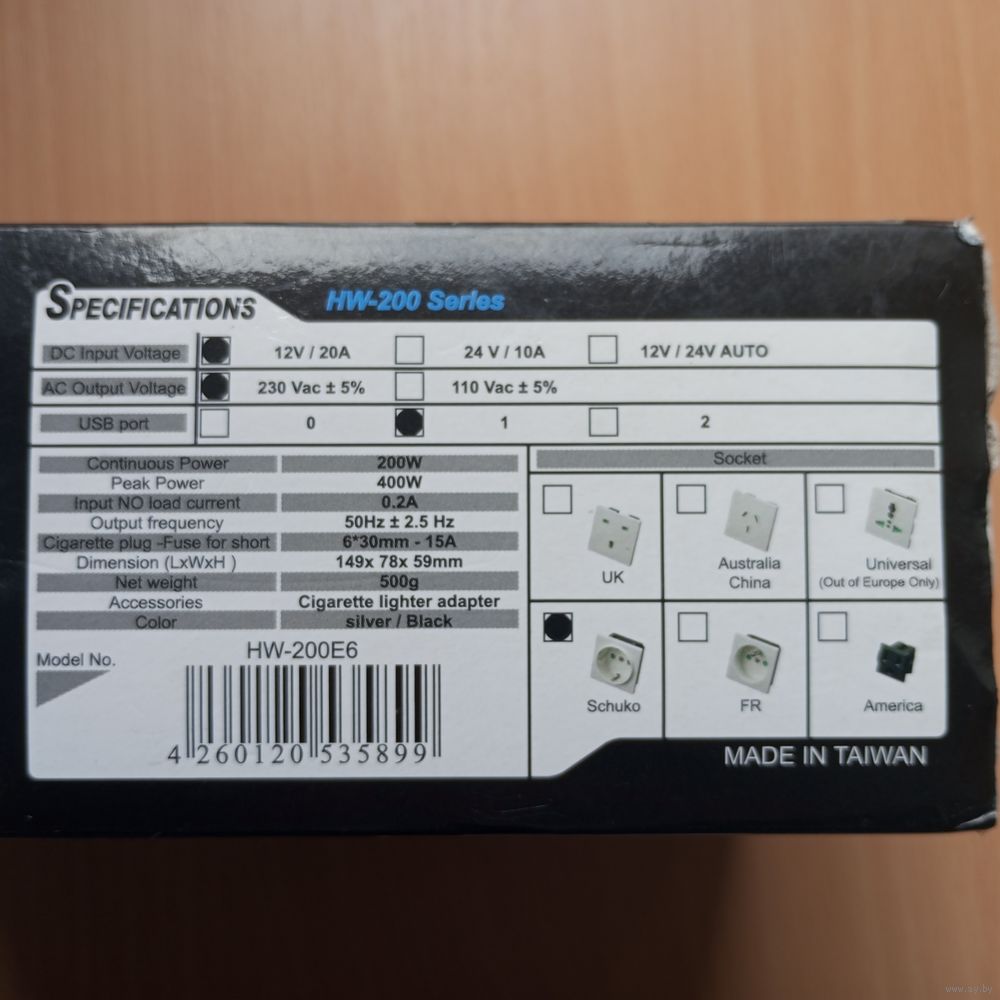 SPECIFICATIONS HW-200 Series
DC Input Voltage 12V / 20A 24 V / 10A 12V / 24V AUTO
AC Output Voltage 230 Vac ± 5% 110 Vac ± 5%
USB port 0 1 2
Continuous Power 200W
Peak Power 400W
Input NO load current 0.2A
Output frequency 50Hz ± 2.5 Hz
Cigarette plug -Fuse for short 6*30mm - 15A
Dimension (LxWxH ) 149x 78x 59mm
Net weight 500g
Accessories Cigarette lighter adapter
Color silver / Black
Model No. HW-200E6
4 260120 535899
Socket
UK
Australia
China
Universal
(Out of Europe Only)
Schuko
FR
America
MADE IN TAIWAN
www.ay.by